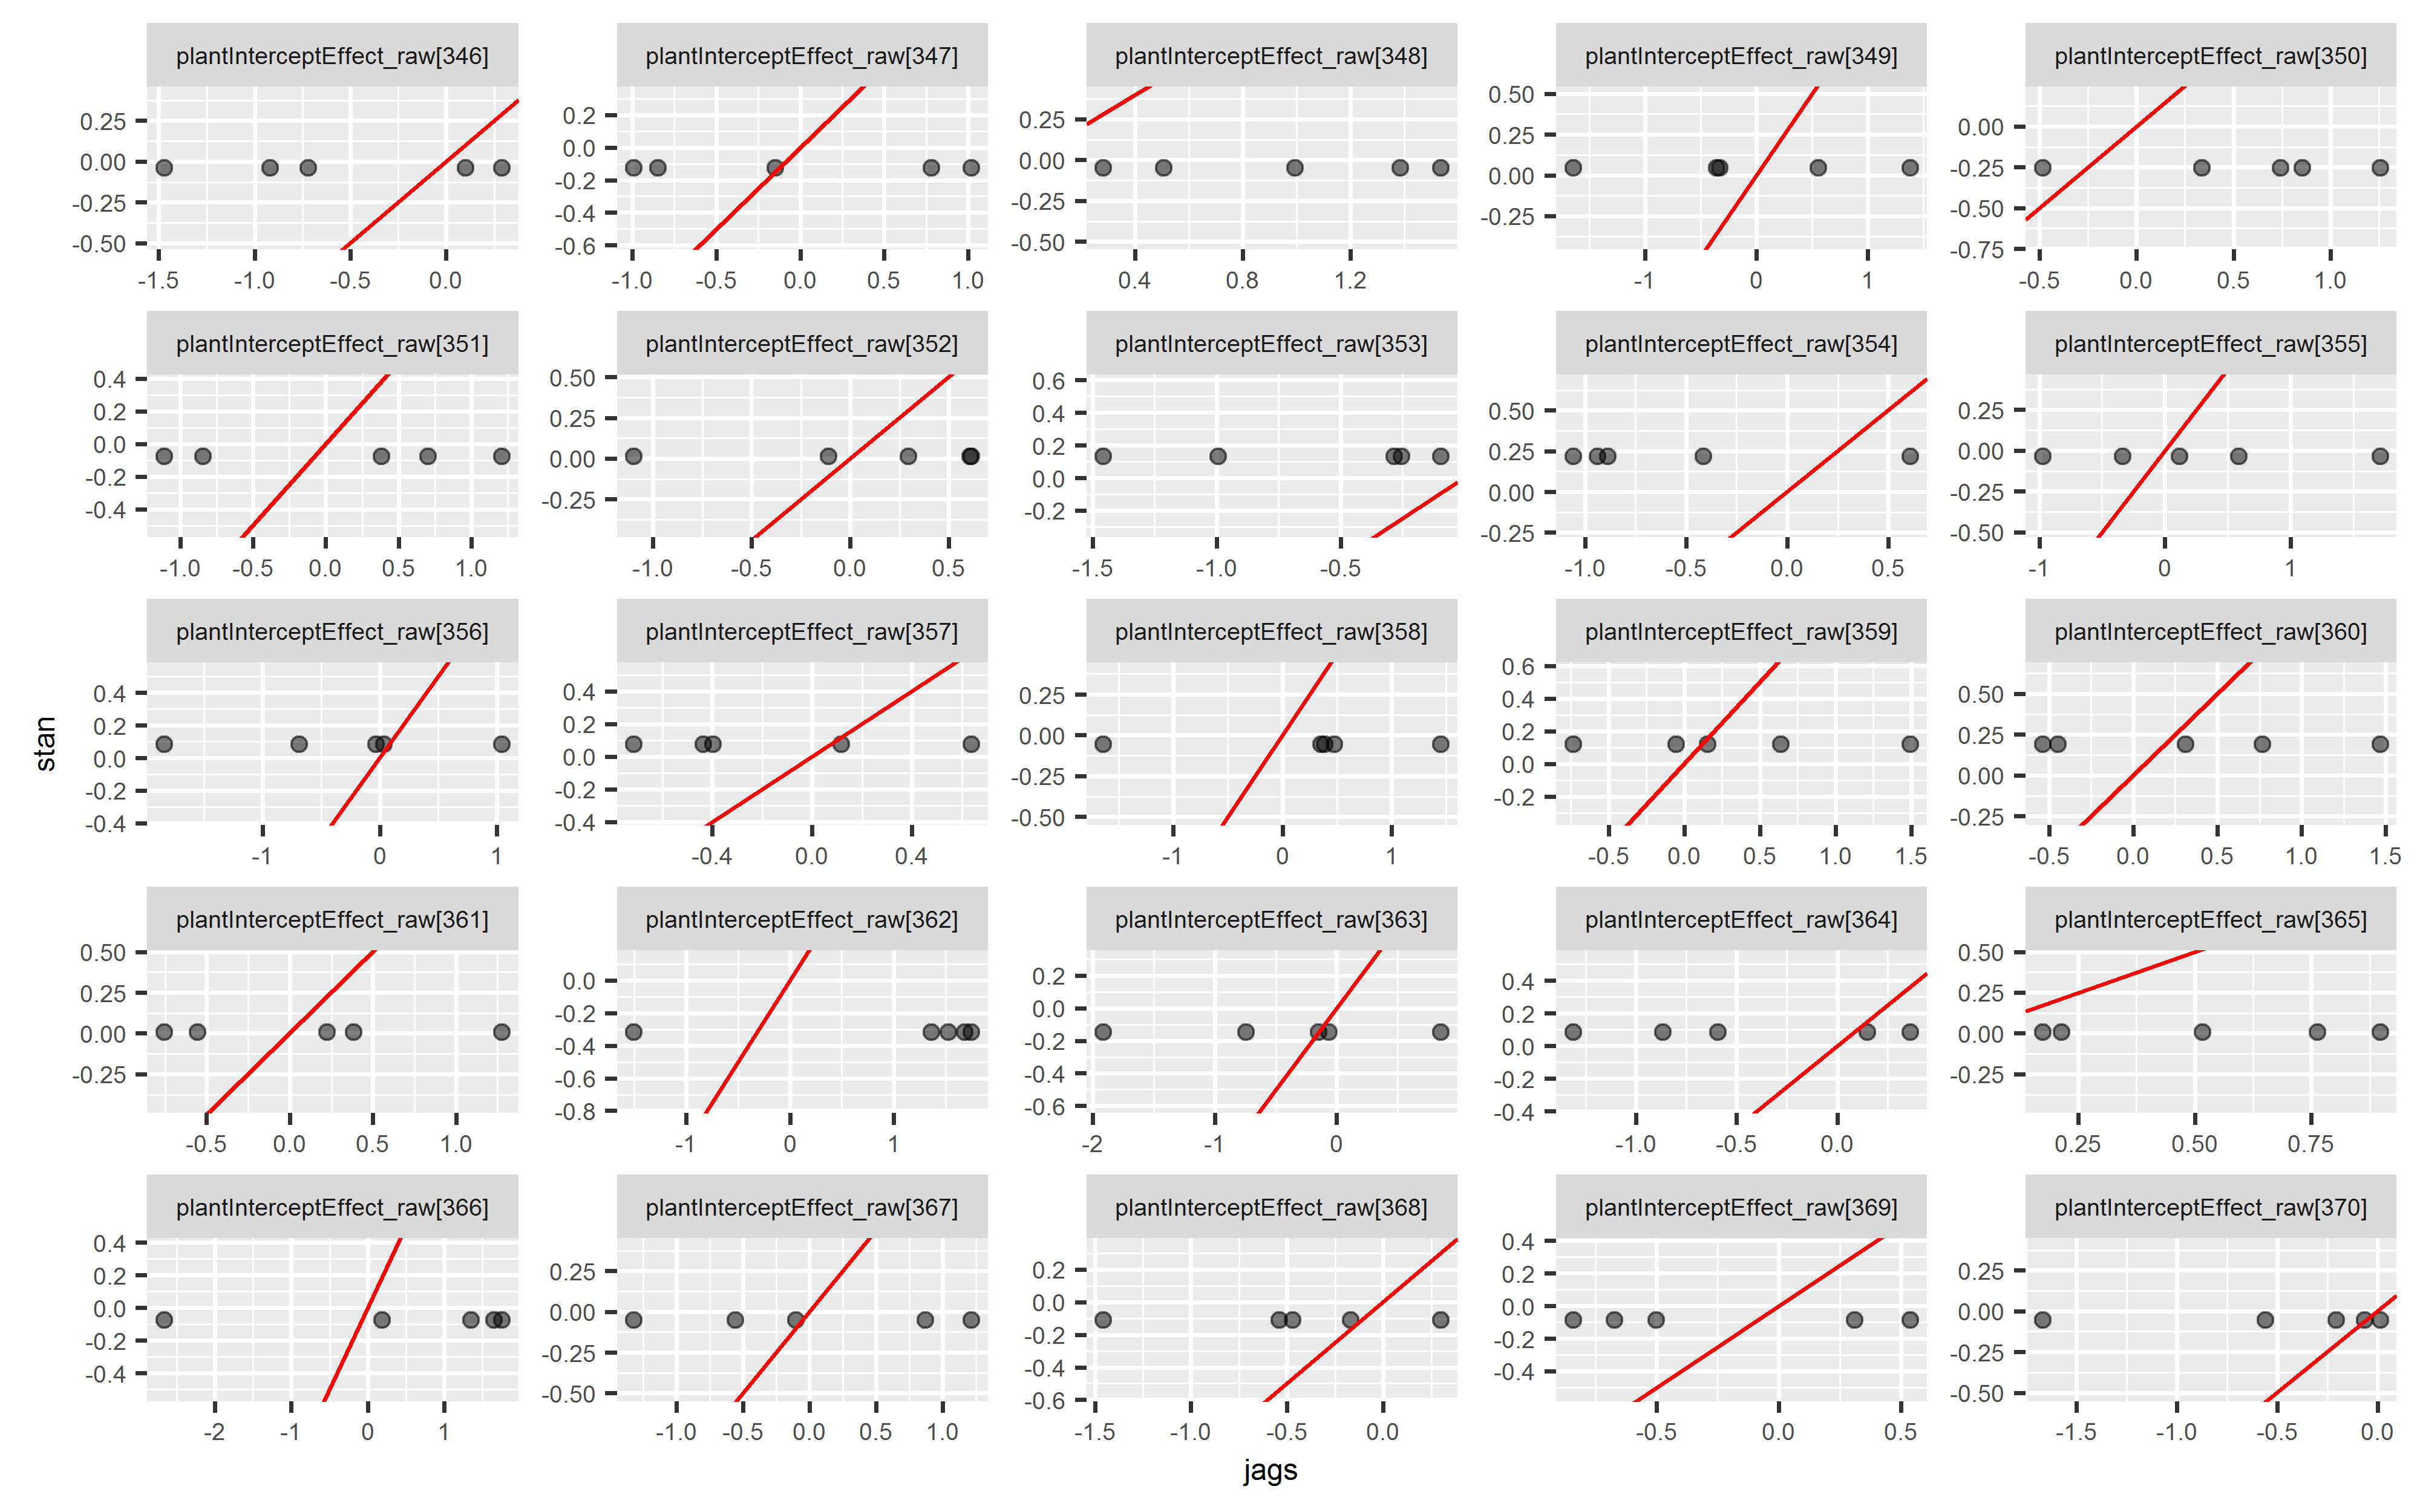 plantInterceptEffect_raw[346] plantInterceptEffect_raw[347] plantInterceptEffect_raw[348] plantInterceptEffect_raw[349] plantInterceptEffect_raw[350]
0.25 0.00 -0.25 -0.50
0.2 0.0 -0.2 -0.4 -0.6
0.25 0.00 -0.25 -0.50
0.50 0.25 0.00 -0.25
0.00 -0.25 -0.50 -0.75
-1.5 -1.0 -0.5 0.0
-1.0 -0.5 0.0 0.5 1.0
0.4 0.8 1.2
-1 0 1
-0.5 0.0 0.5 1.0
plantInterceptEffect_raw[351] plantInterceptEffect_raw[352] plantInterceptEffect_raw[353] plantInterceptEffect_raw[354] plantInterceptEffect_raw[355]
0.4 0.2 0.0 -0.2 -0.4
0.50 0.25 0.00 -0.25
0.6 0.4 0.2 0.0 -0.2
0.50 0.25 0.00 -0.25
0.25 0.00 -0.25 -0.50
-1.0 -0.5 0.0 0.5 1.0
-1.0 -0.5 0.0 0.5
-1.5 -1.0 -0.5
-1.0 -0.5 0.0 0.5
-1 0 1
stan
plantInterceptEffect_raw[356] plantInterceptEffect_raw[357] plantInterceptEffect_raw[358] plantInterceptEffect_raw[359] plantInterceptEffect_raw[360]
0.4 0.2 0.0 -0.2 -0.4
0.4 0.2 0.0 -0.2 -0.4
0.25 0.00 -0.25 -0.50
0.6 0.4 0.2 0.0 -0.2
0.50 0.25 0.00 -0.25
-1 0 1
-0.4 0.0 0.4
-1 0 1
-0.5 0.0 0.5 1.0 1.5
-0.5 0.0 0.5 1.0 1.5
plantInterceptEffect_raw[361] plantInterceptEffect_raw[362] plantInterceptEffect_raw[363] plantInterceptEffect_raw[364] plantInterceptEffect_raw[365]
0.50 0.25 0.00 -0.25
0.0 -0.2 -0.4 -0.6 -0.8
0.2 0.0 -0.2 -0.4 -0.6
0.4 0.2 0.0 -0.2 -0.4
0.50 0.25 0.00 -0.25
-0.5 0.0 0.5 1.0
-1 0 1
-2 -1 0
-1.0 -0.5 0.0
0.25 0.50 0.75
plantInterceptEffect_raw[366] plantInterceptEffect_raw[367] plantInterceptEffect_raw[368] plantInterceptEffect_raw[369] plantInterceptEffect_raw[370]
0.4 0.2 0.0 -0.2 -0.4
0.25 0.00 -0.25 -0.50
0.2 0.0 -0.2 -0.4 -0.6
0.4 0.2 0.0 -0.2 -0.4
0.25 0.00 -0.25 -0.50
-2 -1 0 1
-1.0 -0.5 0.0 0.5 1.0
-1.5 -1.0 -0.5 0.0
-0.5 0.0 0.5
-1.5 -1.0 -0.5 0.0
jags